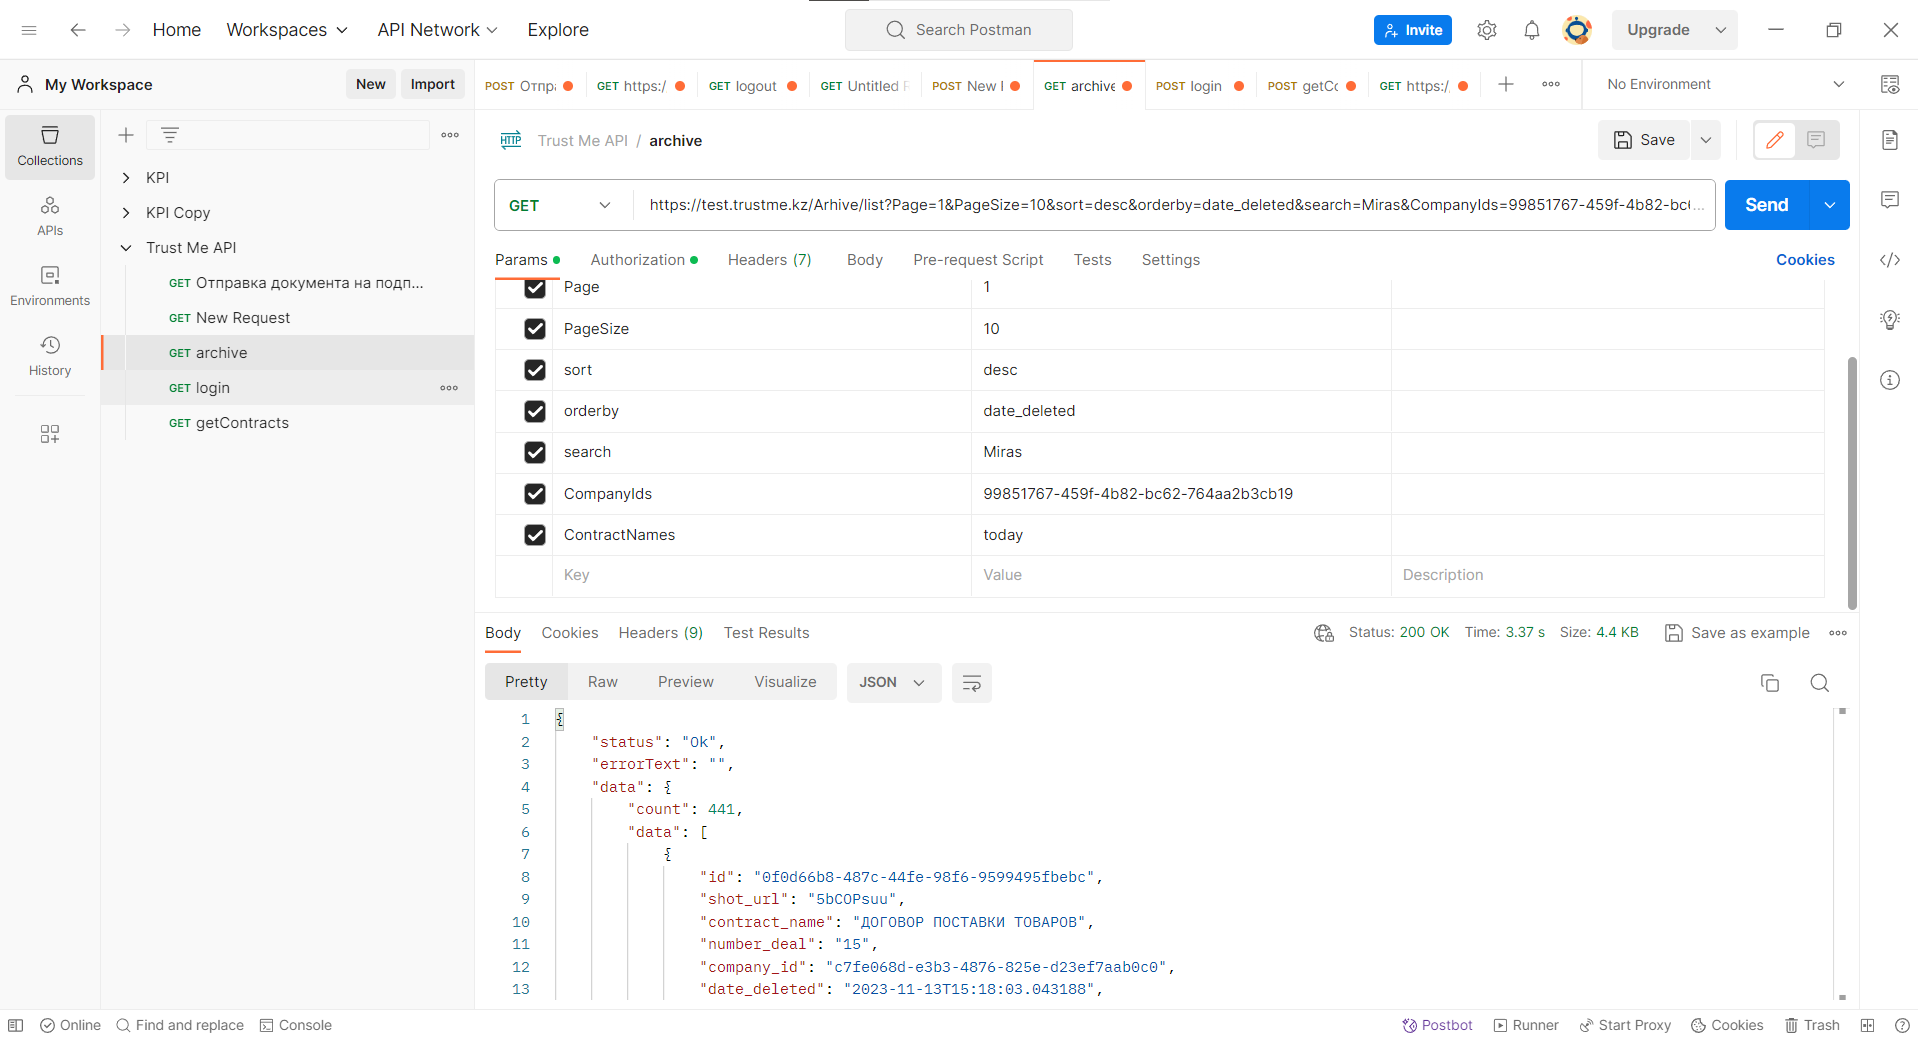 Home Workspaces API Network Explore Search Postman Invite Upgrade
My Workspace New Import
POST Отпра GET https:/ GET logout GET Untitled R POST New I GET archive POST login POST getCo GET https:/ No Environment
Collections
APIs
Environments
History
KPI
KPI Copy
Trust Me API
GET Отправка документа на подп...
GET New Request
GET archive
GET login
GET getContracts
HTTP Trust Me API / archive Save
GET https://test.trustme.kz/Arhive/list?Page=1&PageSize=10&sort=desc&orderby=date_deleted&search=Miras&CompanyIds=99851767-459f-4b82-bc6... Send
Params Authorization Headers (7) Body Pre-request Script Tests Settings Cookies
Page 1
PageSize 10
sort desc
orderby date_deleted
search Miras
CompanyIds 99851767-459f-4b82-bc62-764aa2b3cb19
ContractNames today
Key Value Description
Body Cookies Headers (9) Test Results Status: 200 OK Time: 3.37 s Size: 4.4 KB Save as example
Pretty Raw Preview Visualize JSON
1 {
2 "status": "Ok",
3 "errorText": "",
4 "data": {
5 "count": 441,
6 "data": [
7 {
8 "id": "0f0d66b8-487c-44fe-98f6-9599495fbebc",
9 "shot_url": "5bCOPsuu",
10 "contract_name": "ДОГОВОР ПОСТАВКИ ТОВАРОВ",
11 "number_deal": "15",
12 "company_id": "c7fe068d-e3b3-4876-825e-d23ef7aab0c0",
13 "date_deleted": "2023-11-13T15:18:03.043188",
Online Find and replace Console Postbot Runner Start Proxy Cookies Trash